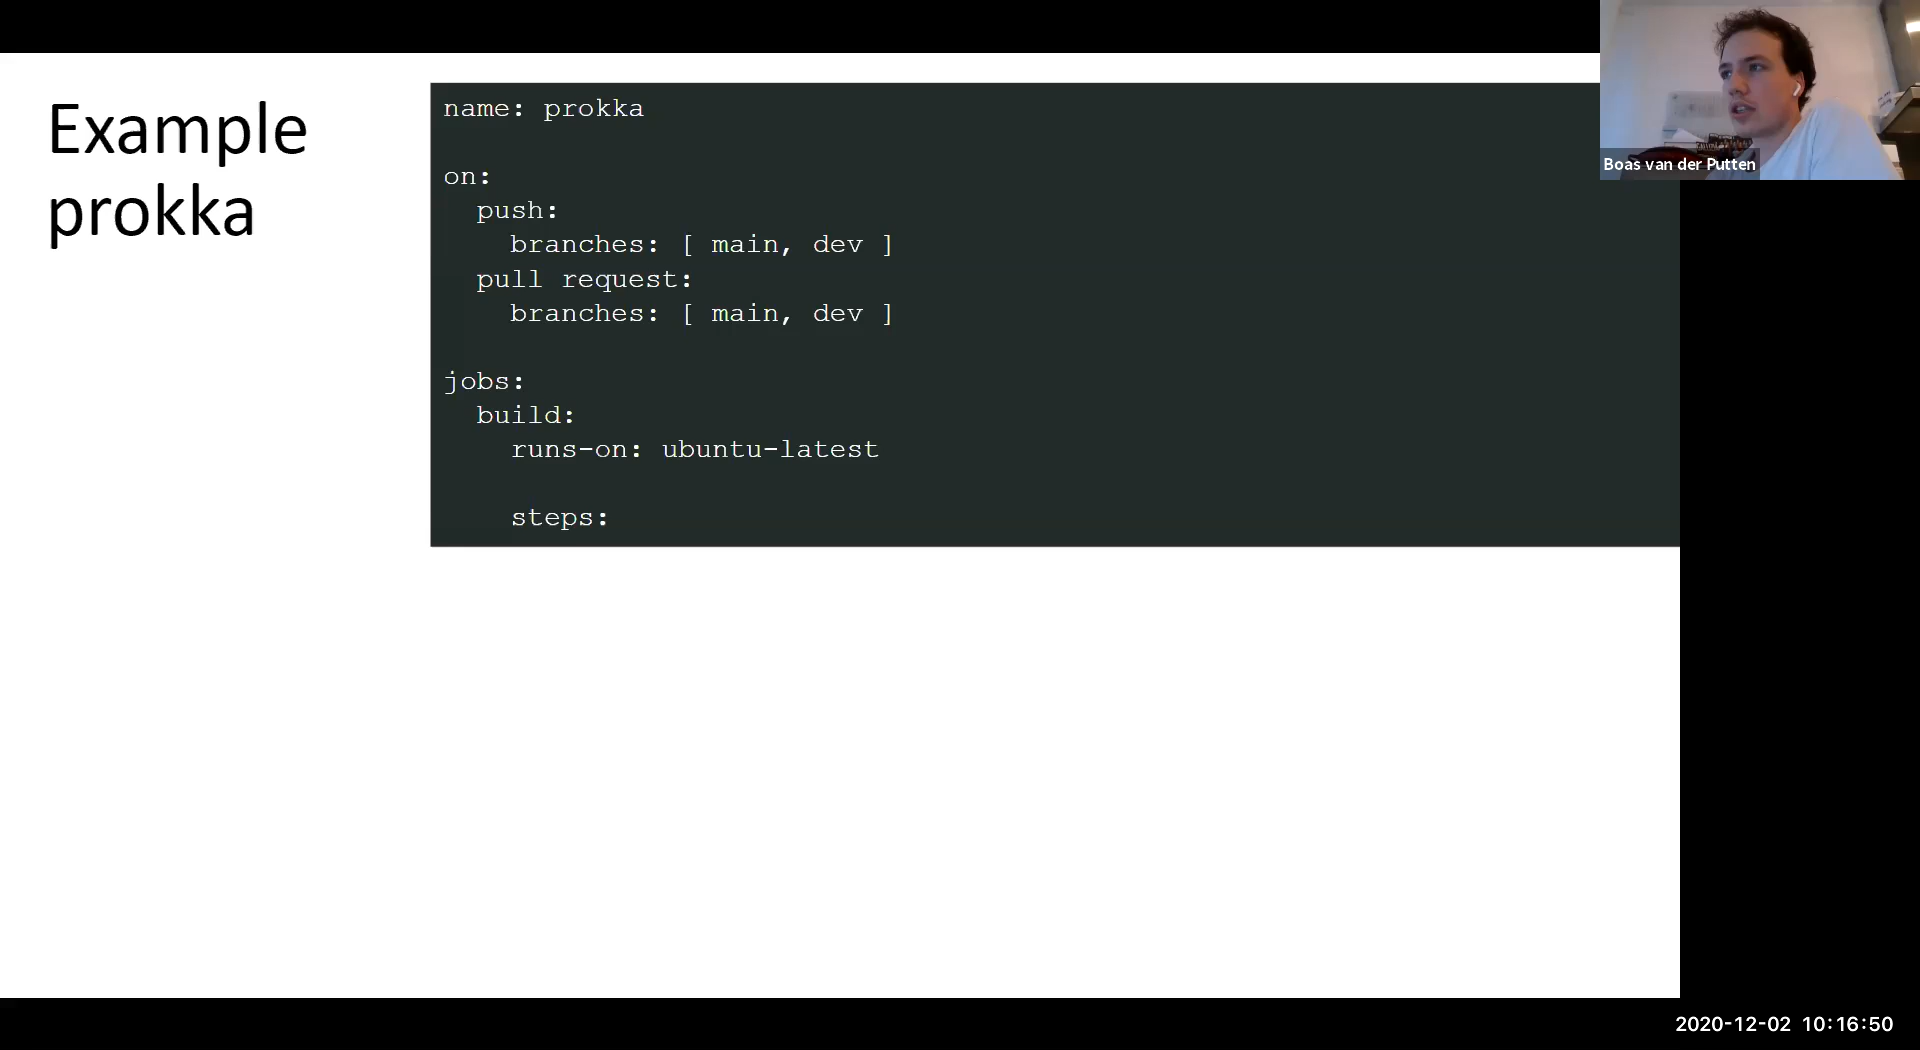 Example
prokka
name: prokka
on:
push:
branches: [ main, dev ]
pull request:
branches: [ main, dev ]
jobs:
build:
runs-on: ubuntu-latest
steps:
Boas van der Putten
2020-12-02 10:16:50